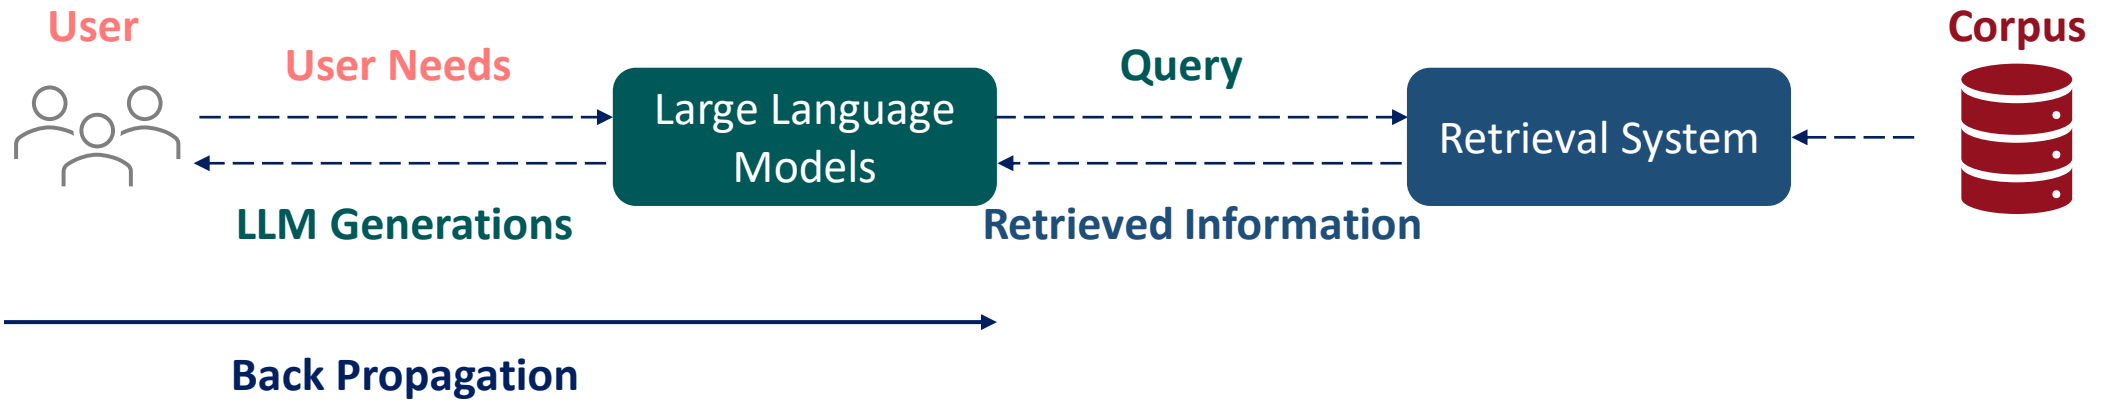 User
User Needs
Large Language
Models
LLM Generations
Query
Retrieved Information
Retrieval System
Corpus
Back Propagation